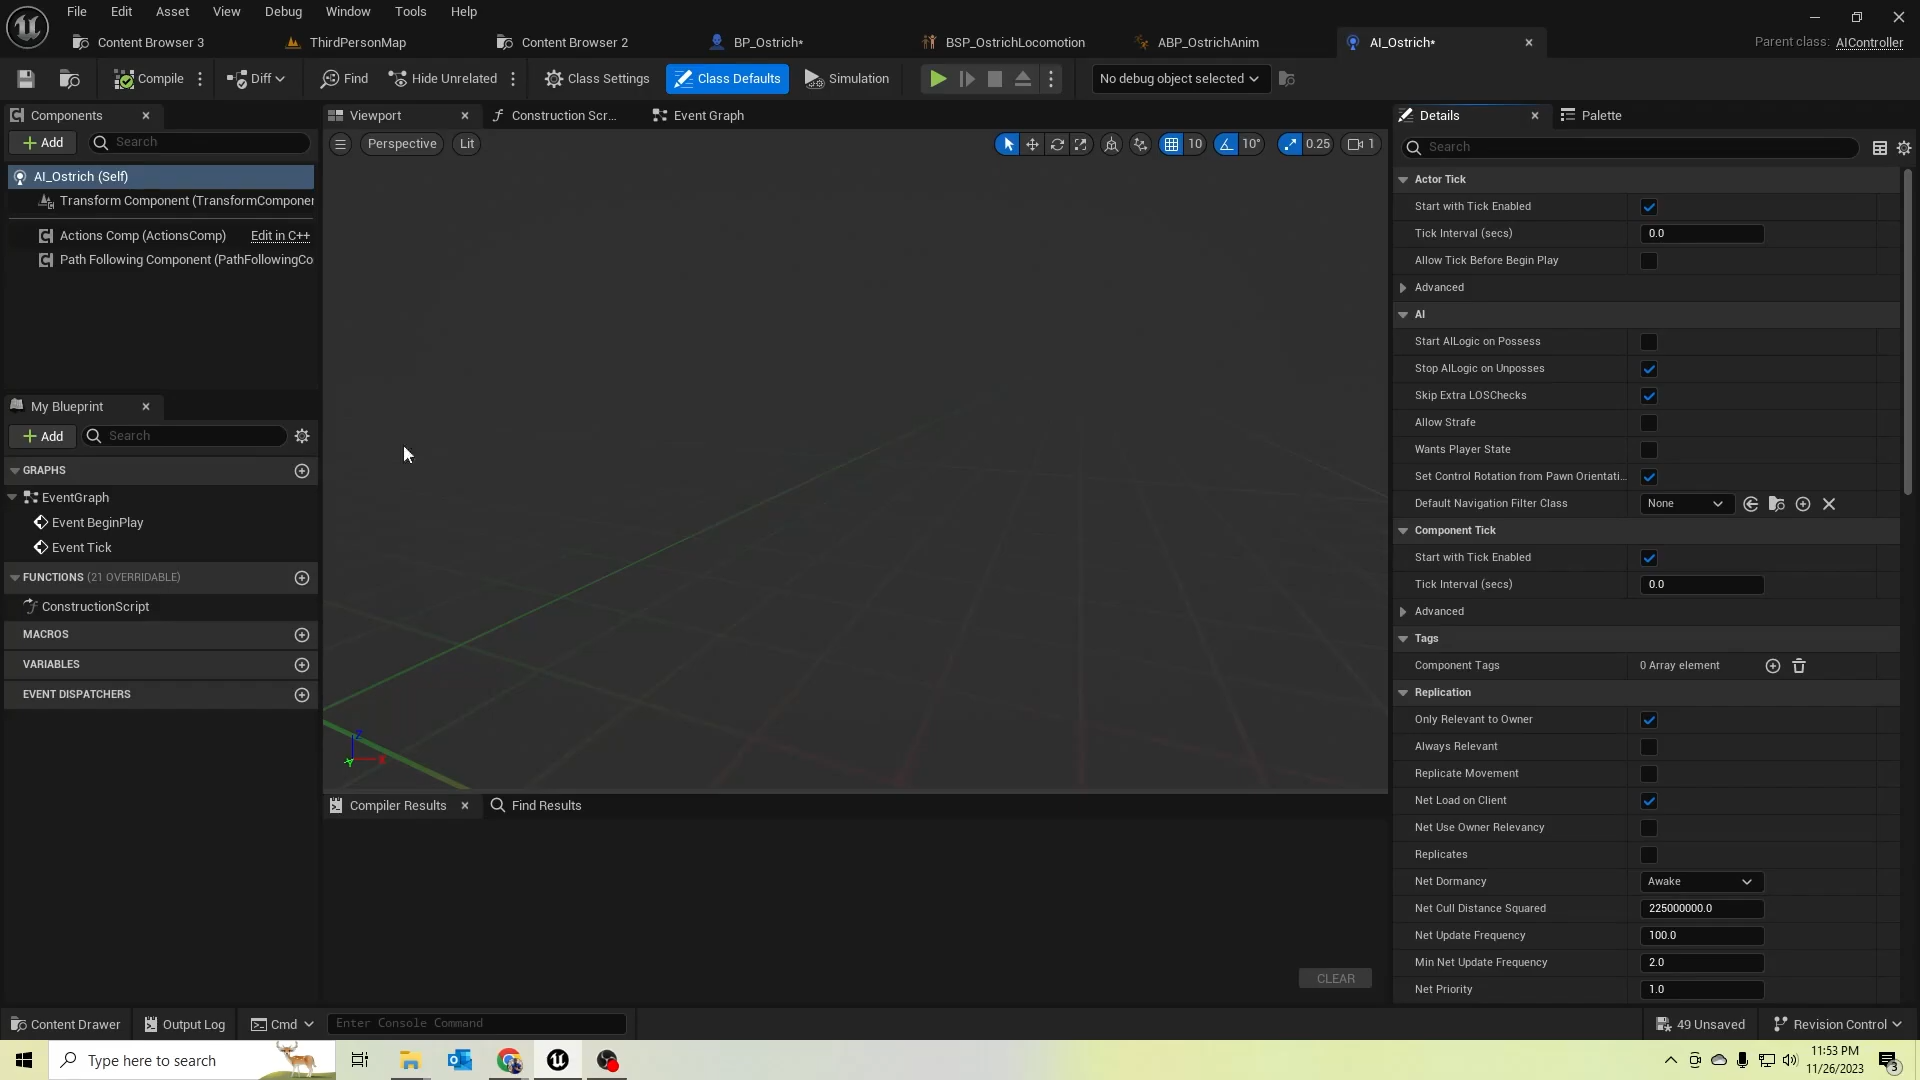 File Edit Asset View Debug Window Tools Help
Content Browser 3 ThirdPersonMap Content Browser 2 BP_Ostrich* BSP_OstrichLocomotion ABP_OstrichAnim AI_Ostrich* Parent class: AIController
Compile Diff Find Hide Unrelated Class Settings Class Defaults Simulation No debug object selected
Components
Add Search
AI_Ostrich (Self)
Transform Component (TransformComponen
Actions Comp (ActionsComp) Edit in C++
Path Following Component (PathFollowingCo
My Blueprint
Add Search
GRAPHS
EventGraph
Event BeginPlay
Event Tick
FUNCTIONS (21 OVERRIDABLE)
ConstructionScript
MACROS
VARIABLES
EVENT DISPATCHERS
Viewport Construction Scr... Event Graph
Perspective Lit 10 10° 0.25 1
Z
X
Y
Compiler Results Find Results
CLEAR
Details Palette
Search
Actor Tick
Start with Tick Enabled
Tick Interval (secs) 0.0
Allow Tick Before Begin Play
Advanced
AI
Start AILogic on Possess
Stop AILogic on Unposses
Skip Extra LOSChecks
Allow Strafe
Wants Player State
Set Control Rotation from Pawn Orientati...
Default Navigation Filter Class None
Component Tick
Start with Tick Enabled
Tick Interval (secs) 0.0
Advanced
Tags
Component Tags 0 Array element
Replication
Only Relevant to Owner
Always Relevant
Replicate Movement
Net Load on Client
Net Use Owner Relevancy
Replicates
Net Dormancy Awake
Net Cull Distance Squared 225000000.0
Net Update Frequency 100.0
Min Net Update Frequency 2.0
Net Priority 1.0
Content Drawer Output Log Cmd Enter Console Command 49 Unsaved Revision Control
Type here to search
11:53 PM
11/26/2023
3